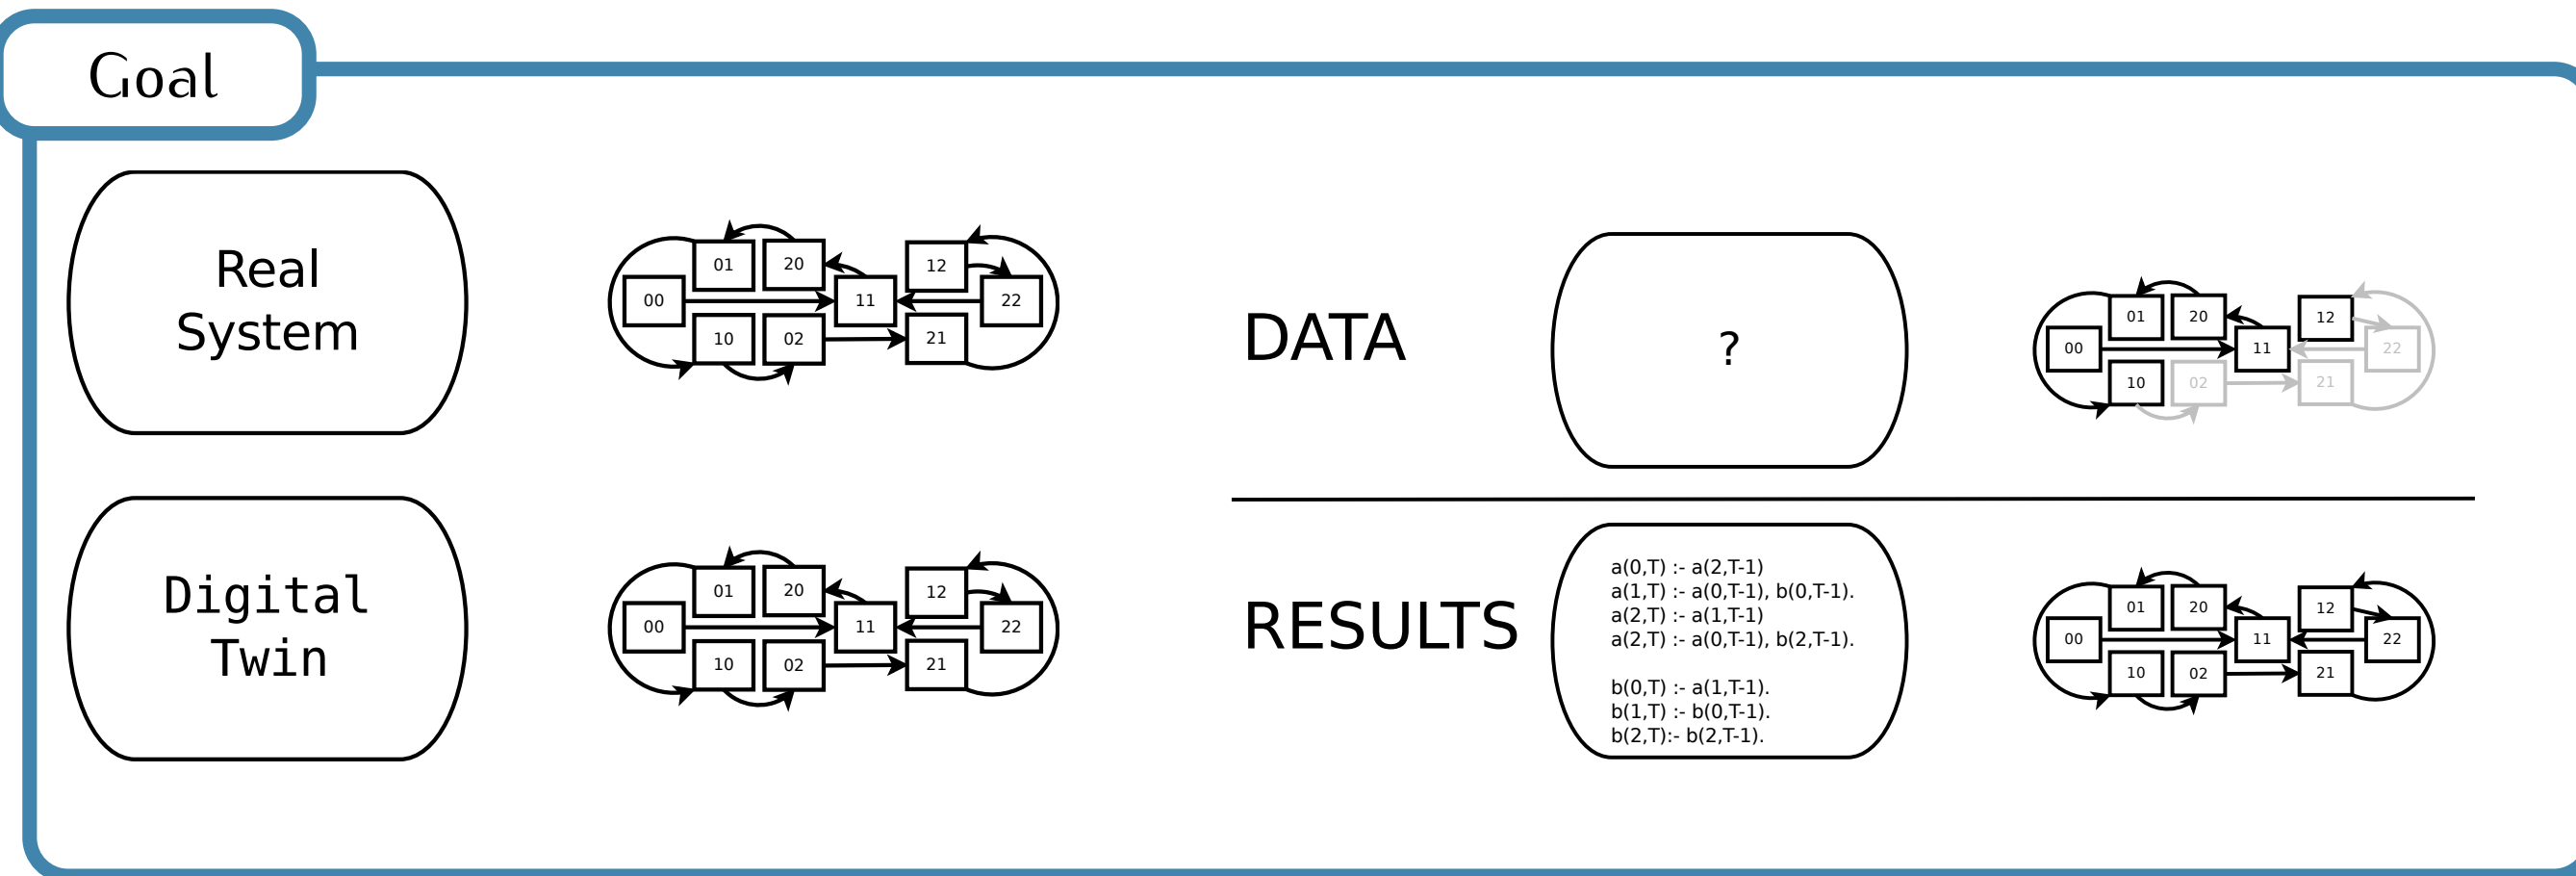 Goal
Real
System
01 20 12
00 11 22
10 02 21
Digital
Twin
01 20 12
00 11 22
10 02 21
DATA
?
01 20 12
00 11 22
10 02 21
RESULTS
a(0,T) :- a(2,T-1)
a(1,T) :- a(0,T-1), b(0,T-1).
a(2,T) :- a(1,T-1)
a(2,T) :- a(0,T-1), b(2,T-1).
b(0,T) :- a(1,T-1).
b(1,T) :- b(0,T-1).
b(2,T):- b(2,T-1).
01 20 12
00 11 22
10 02 21